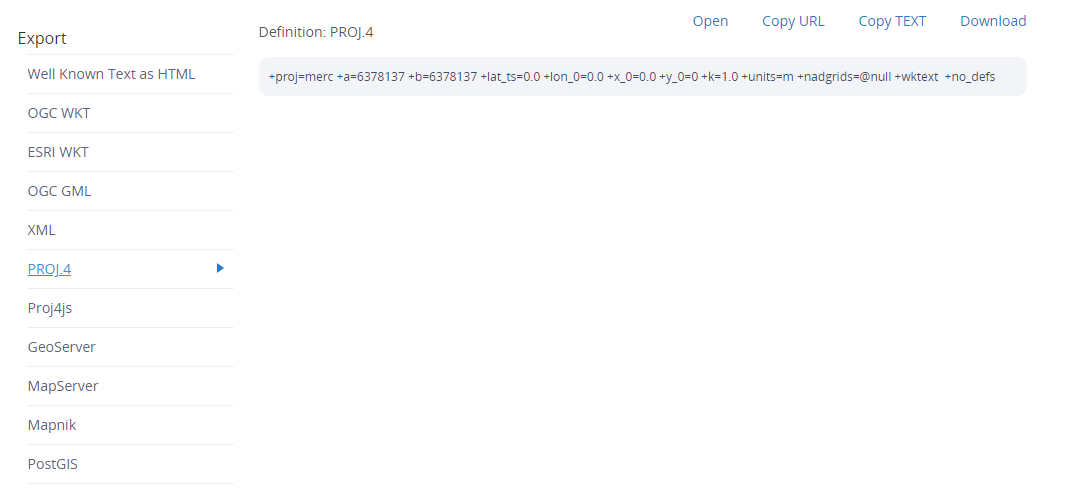 Export
Well Known Text as HTML
OGC WKT
ESRI WKT
OGC GML
XML
PROJ.4
Proj4js
GeoServer
MapServer
Mapnik
PostGIS
Definition: PROJ.4
Open Copy URL Copy TEXT Download
+proj=merc +a=6378137 +b=6378137 +lat_ts=0.0 +lon_0=0.0 +x_0=0.0 +y_0=0 +k=1.0 +units=m +nadgrids=@null +wktext  +no_defs